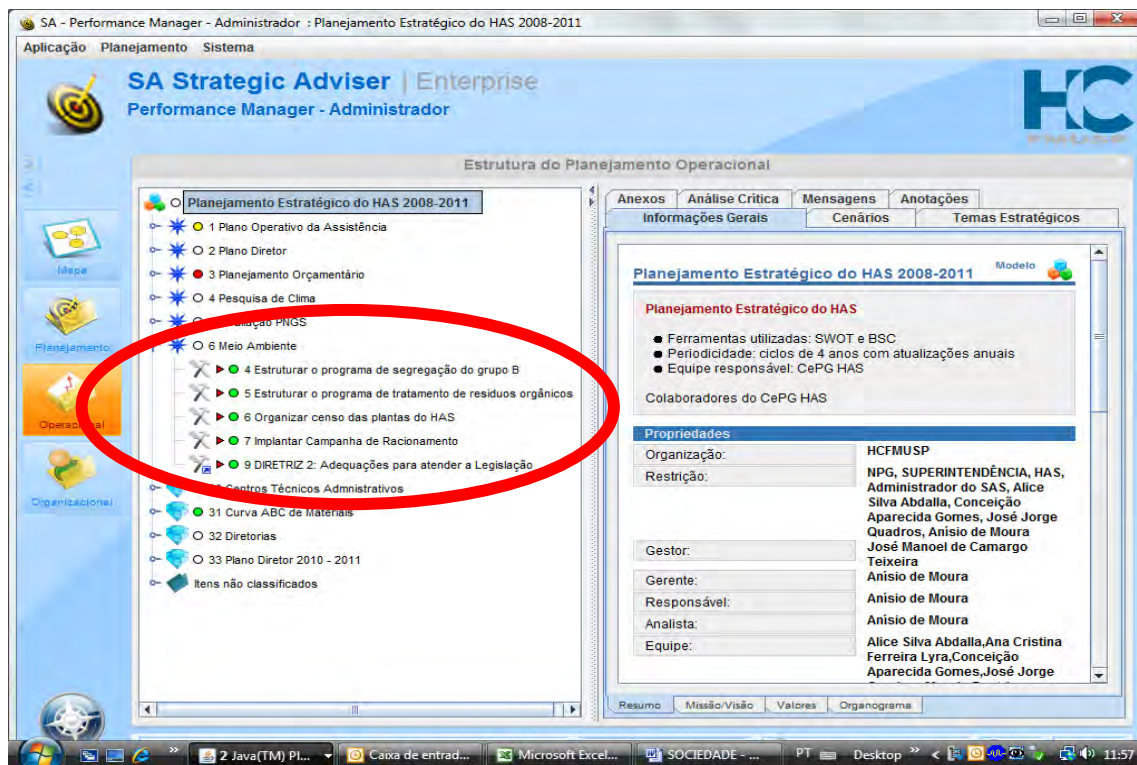 SA - Performance Manager - Administrador : Planejamento Estratégico do HAS 2008-2011
Aplicação Planejamento Sistema
SA Strategic Adviser | Enterprise
Performance Manager - Administrador
HC
Estrutura do Planejamento Operacional
Mapa
Planejamento
Operacional
Organizacional
Planejamento Estratégico do HAS 2008-2011
1 Plano Operativo da Assistência
2 Plano Diretor
3 Planejamento Orçamentário
4 Pesquisa de Clima
PNGS
6 Meio Ambiente
4 Estruturar o programa de segregação do grupo B
5 Estruturar o programa de tratamento de resíduos orgânicos
6 Organizar censo das plantas do HAS
7 Implantar Campanha de Racionamento
9 DIRETRIZ 2: Adequações para atender a Legislação
Centros Técnicos Admnistrativos
31 Curva ABC de Materiais
32 Diretorias
33 Plano Diretor 2010 - 2011
Itens não classificados
Anexos Análise Crítica Mensagens Anotações
Informações Gerais Cenários Temas Estratégicos
Planejamento Estratégico do HAS 2008-2011 Modelo
Planejamento Estratégico do HAS
Ferramentas utilizadas: SWOT e BSC
Periodicidade: ciclos de 4 anos com atualizações anuais
Equipe responsável: CePG HAS
Colaboradores do CePG HAS
Propriedades
Organização: HCFMUSP
Restrição: NPG, SUPERINTENDÊNCIA, HAS,
Administrador do SAS, Alice
Silva Abdalla, Conceição
Aparecida Gomes, José Jorge
Quadros, Anísio de Moura
Gestor: José Manoel de Camargo
Teixeira
Gerente: Anísio de Moura
Responsável: Anísio de Moura
Analista: Anísio de Moura
Equipe: Alice Silva Abdalla,Ana Cristina
Ferreira Lyra,Conceição
Aparecida Gomes,José Jorge
Resumo Missão/Visão Valores Organograma
2 Java(TM) Pl... Caixa de entrad... Microsoft Excel... SOCIEDADE - ... PT Desktop 11:57